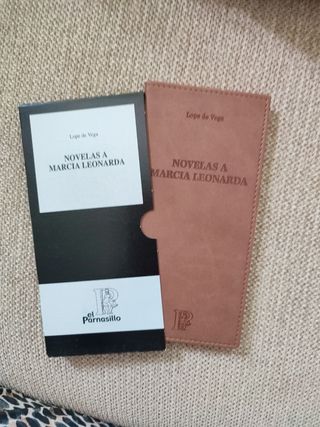 Lope de Vega
NOVELAS A
MARCIA LEONARDA
el
Parnasillo
Lope de Vega
NOVELAS A
MARCIA LEONARDA